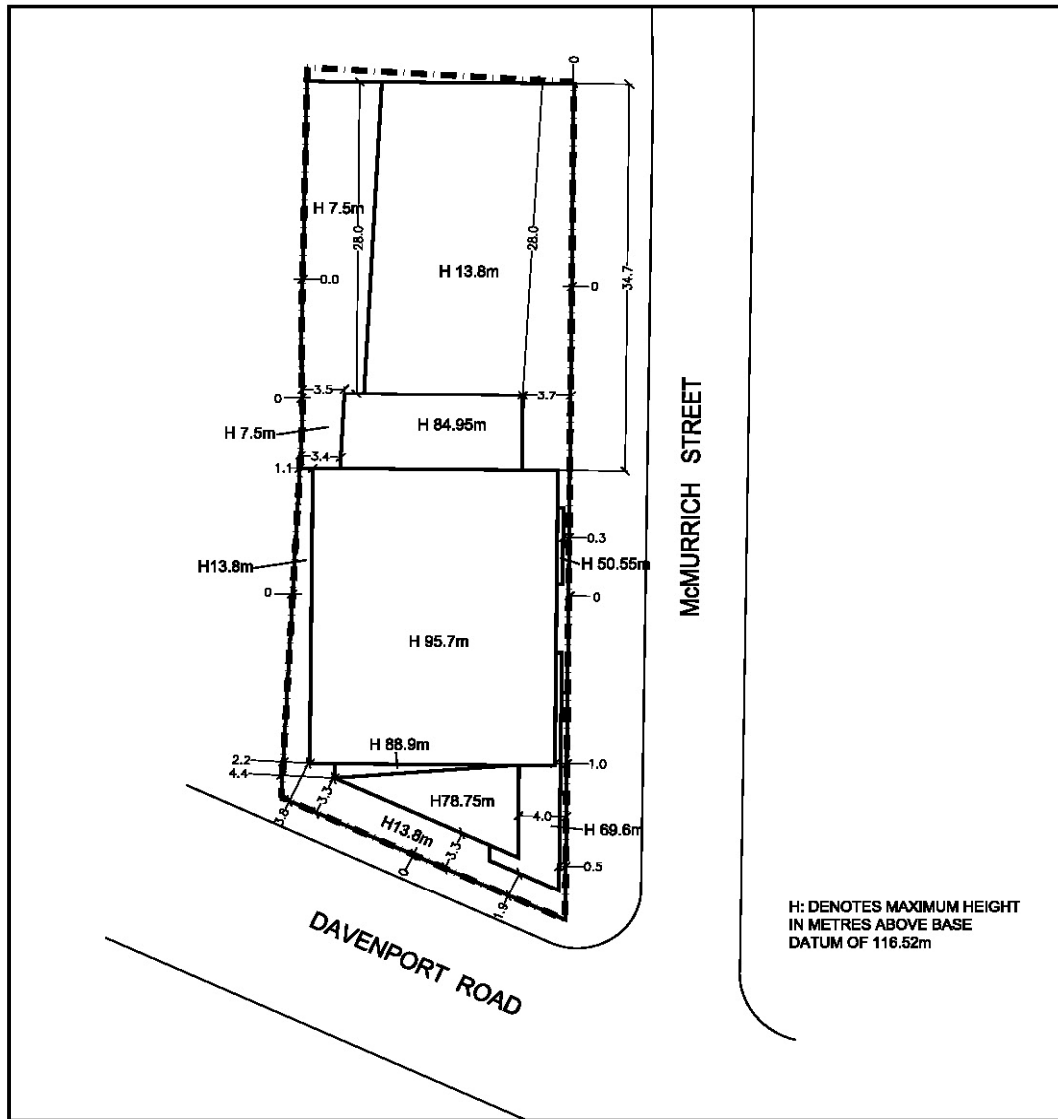 0
H 7.5m
28.0
28.0
34.7
H 13.8m
0.0
0
3.5
3.7
0
H 84.95m
H 7.5m
3.4
1.1
0.3
H13.8m
H 50.55m
0
0
H 95.7m
McMURRICH STREET
H 88.9m
2.2
1.0
4.4
3.3
H78.75m
3.8
4.0
H13.8m
H 69.6m
3.3
0
0.5
1.9
DAVENPORT ROAD
H: DENOTES MAXIMUM HEIGHT
IN METRES ABOVE BASE
DATUM OF 116.52m